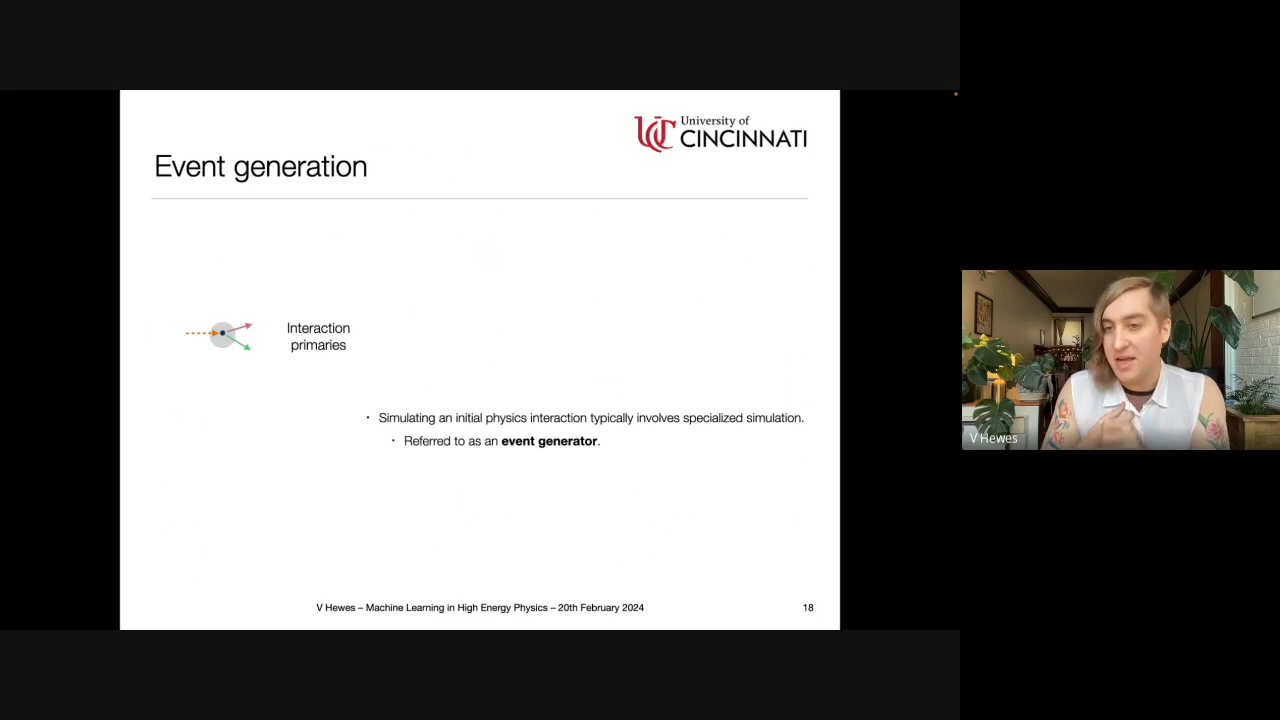 University of
CINCINNATI
Event generation
Interaction
primaries
• Simulating an initial physics interaction typically involves specialized simulation.
• Referred to as an event generator.
V Hewes – Machine Learning in High Energy Physics – 20th February 2024
18
V Hewes